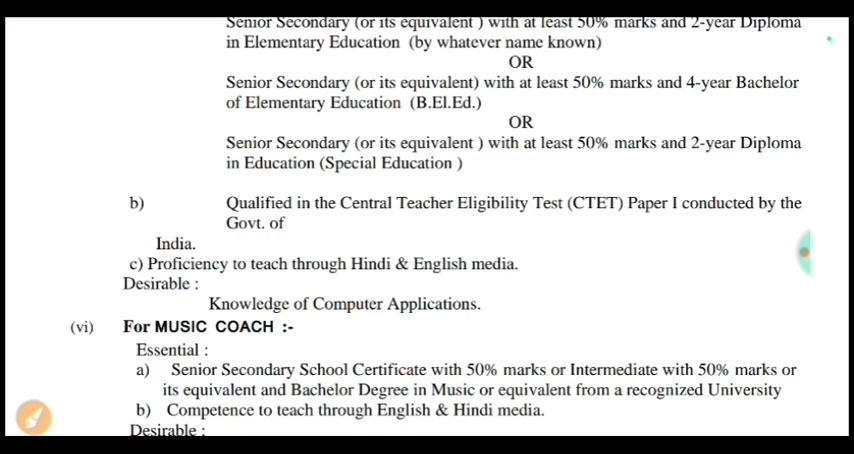 Senior Secondary (or its equivalent ) with at least 50% marks and 2-year Diploma
in Elementary Education (by whatever name known)
OR
Senior Secondary (or its equivalent) with at least 50% marks and 4-year Bachelor
of Elementary Education (B.El.Ed.)
OR
Senior Secondary (or its equivalent ) with at least 50% marks and 2-year Diploma
in Education (Special Education )
b) Qualified in the Central Teacher Eligibility Test (CTET) Paper I conducted by the
Govt. of
India.
c) Proficiency to teach through Hindi & English media.
Desirable :
Knowledge of Computer Applications.
(vi) For MUSIC COACH :-
Essential :
a) Senior Secondary School Certificate with 50% marks or Intermediate with 50% marks or
its equivalent and Bachelor Degree in Music or equivalent from a recognized University
b) Competence to teach through English & Hindi media.
Desirable :